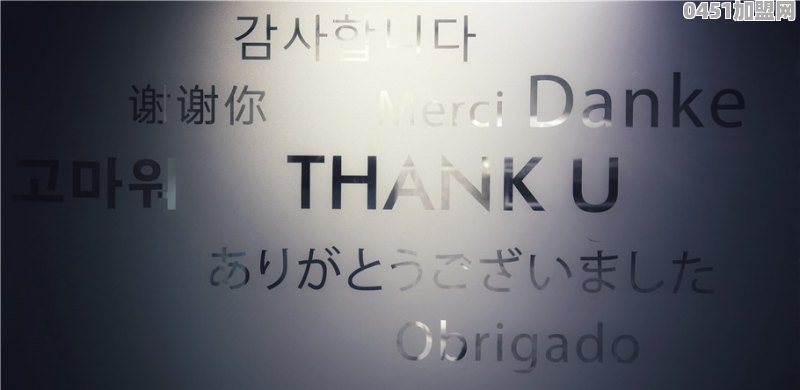 0451加盟网
감사합니다
谢谢你 Merci Danke
고마워 THANK U
ありがとうございました
Obrigado